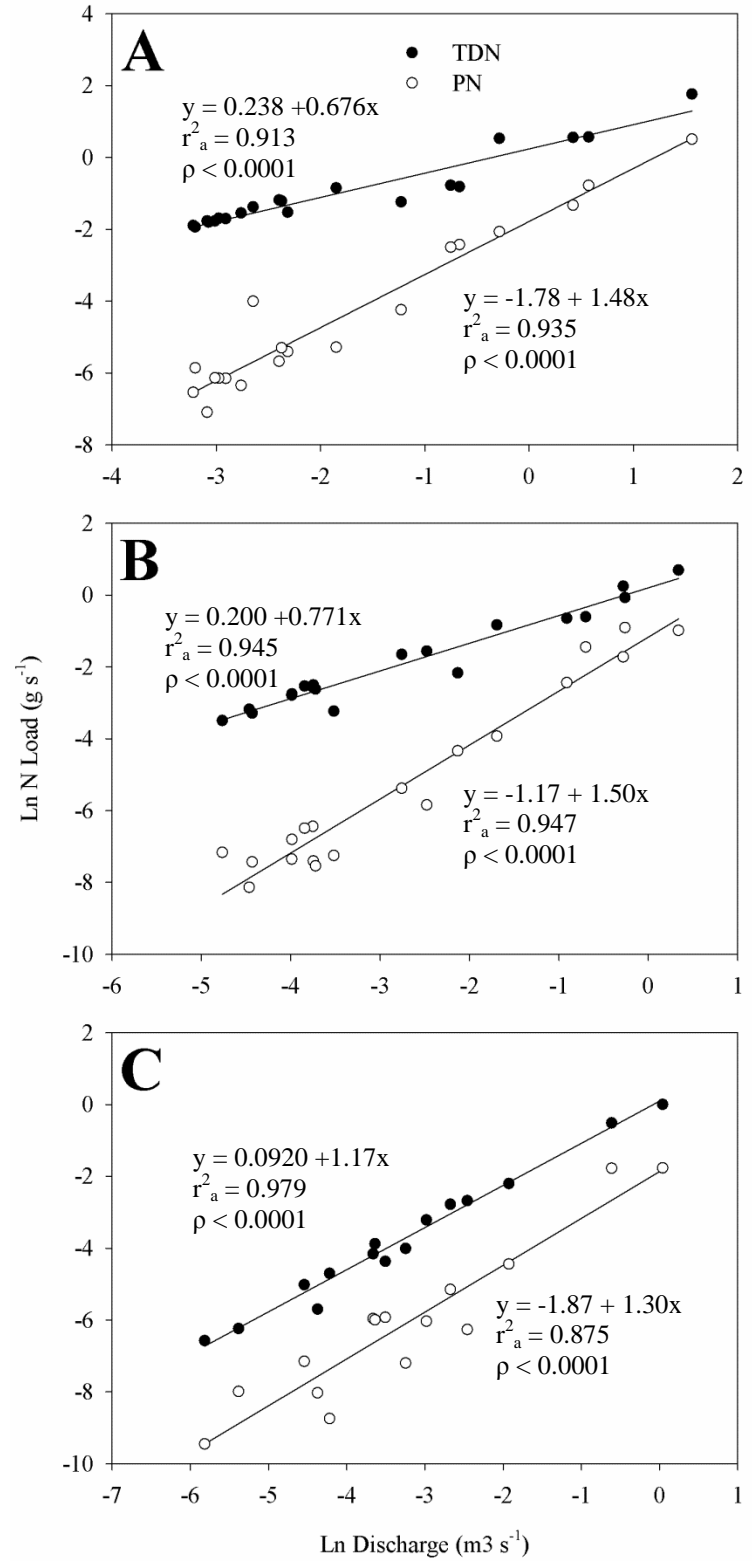 A
TDN
PN
y = 0.238 +0.676x
r²ₐ = 0.913
ρ < 0.0001
y = -1.78 + 1.48x
r²ₐ = 0.935
ρ < 0.0001
4
2
0
-2
-4
-6
-8
-4 -3 -2 -1 0 1 2
B
y = 0.200 +0.771x
r²ₐ = 0.945
ρ < 0.0001
y = -1.17 + 1.50x
r²ₐ = 0.947
ρ < 0.0001
2
0
-2
-4
-6
-8
-10
-6 -5 -4 -3 -2 -1 0 1
Ln N Load (g s⁻¹)
C
y = 0.0920 +1.17x
r²ₐ = 0.979
ρ < 0.0001
y = -1.87 + 1.30x
r²ₐ = 0.875
ρ < 0.0001
2
0
-2
-4
-6
-8
-10
-7 -6 -5 -4 -3 -2 -1 0 1
Ln Discharge (m3 s⁻¹)